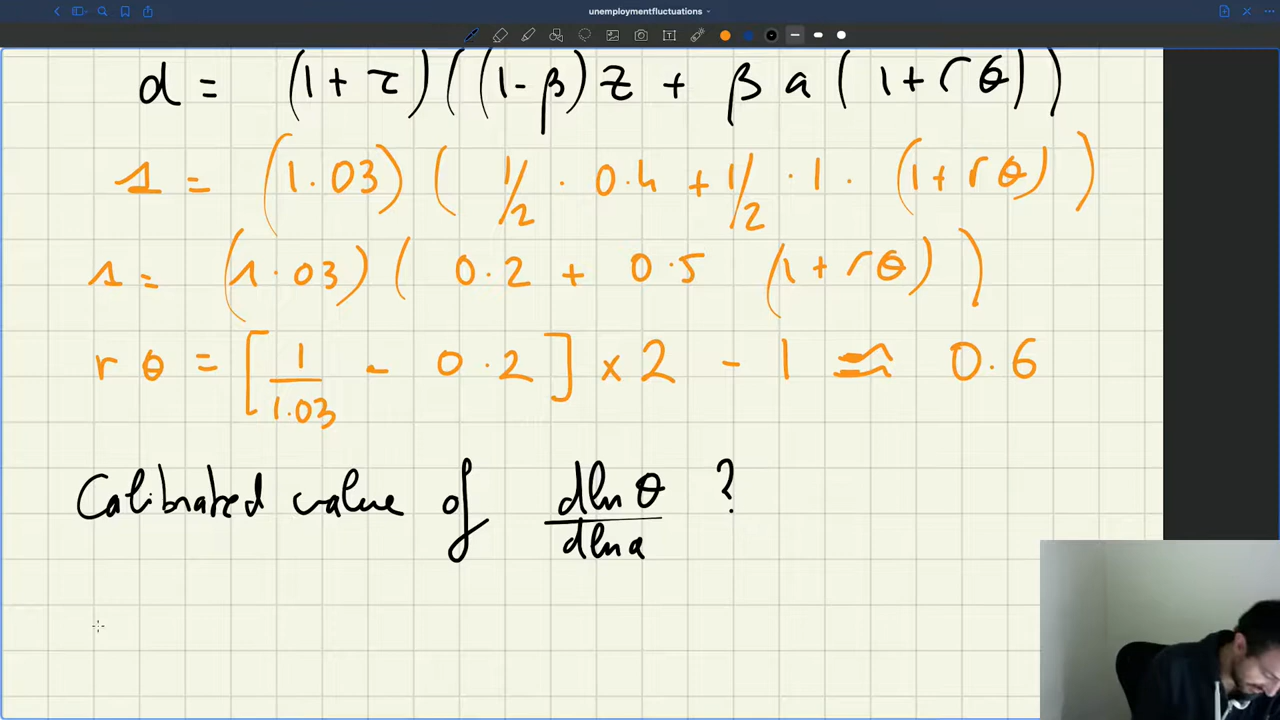 unemploymentfluctuations
d = (1+τ)((1-β)z + βa(1+rθ))
1 = (1.03)(1/2 · 0.4 + 1/2 · 1 · (1+rθ))
1 = (1.03)(0.2 + 0.5 (1+rθ))
rθ = [1/1.03 - 0.2] × 2 - 1 ≈ 0.6
Calibrated value of dlnθ/dlna ?